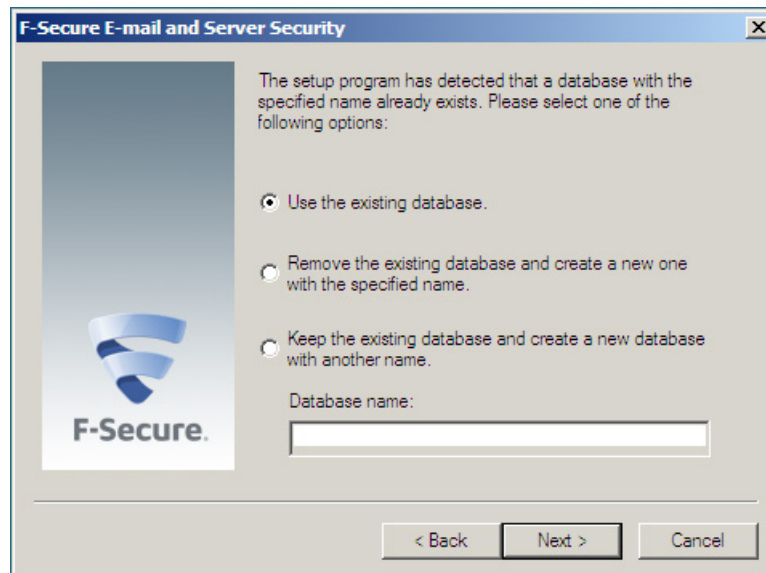 F-Secure E-mail and Server Security
The setup program has detected that a database with the
specified name already exists. Please select one of the
following options:
Use the existing database.
Remove the existing database and create a new one
with the specified name.
Keep the existing database and create a new database
with another name.
Database name:
F-Secure.
< Back
Next >
Cancel